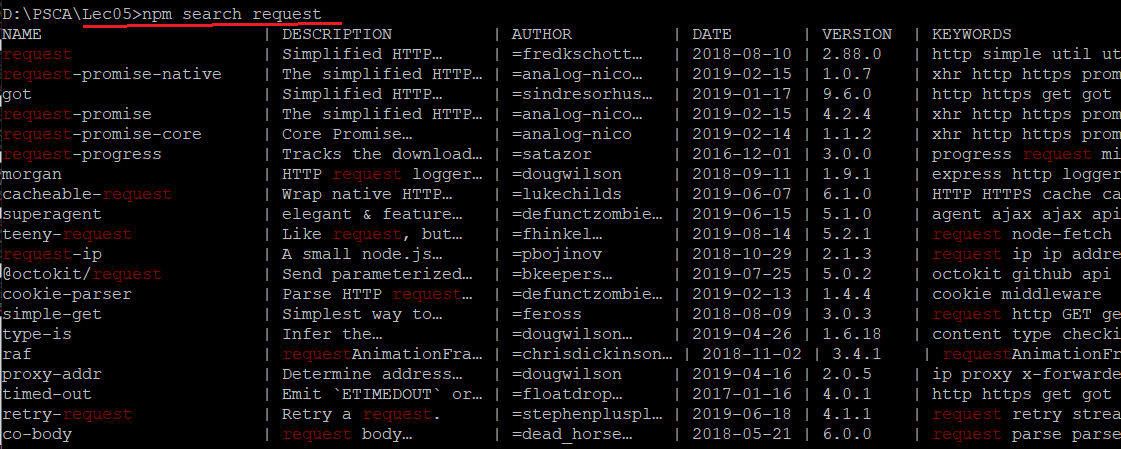 D:\PSCA\Lec05>npm search request
NAME | DESCRIPTION | AUTHOR | DATE | VERSION | KEYWORDS
request | Simplified HTTP… | =fredkschott… | 2018-08-10 | 2.88.0 | http simple util ut
request-promise-native | The simplified HTTP… | =analog-nico… | 2019-02-15 | 1.0.7 | xhr http https prom
got | Simplified HTTP… | =sindresorhus… | 2019-01-17 | 9.6.0 | http https get got
request-promise | The simplified HTTP… | =analog-nico… | 2019-02-15 | 4.2.4 | xhr http https prom
request-promise-core | Core Promise… | =analog-nico | 2019-02-14 | 1.1.2 | xhr http https prom
request-progress | Tracks the download… | =satazor | 2016-12-01 | 3.0.0 | progress request mi
morgan | HTTP request logger… | =dougwilson | 2018-09-11 | 1.9.1 | express http logger
cacheable-request | Wrap native HTTP… | =lukechilds | 2019-06-07 | 6.1.0 | HTTP HTTPS cache ca
superagent | elegant & feature… | =defunctzombie… | 2019-06-15 | 5.1.0 | agent ajax ajax api
teeny-request | Like request, but… | =fhinkel… | 2019-08-14 | 5.2.1 | request node-fetch
request-ip | A small node.js… | =pbojinov | 2018-10-29 | 2.1.3 | request ip ip addre
@octokit/request | Send parameterized… | =bkeepers… | 2019-07-25 | 5.0.2 | octokit github api
cookie-parser | Parse HTTP request… | =defunctzombie… | 2019-02-13 | 1.4.4 | cookie middleware
simple-get | Simplest way to… | =feross | 2018-08-09 | 3.0.3 | request http GET ge
type-is | Infer the… | =dougwilson… | 2019-04-26 | 1.6.18 | content type checki
raf | requestAnimationFra… | =chrisdickinson… | 2018-11-02 | 3.4.1 | requestAnimationFr
proxy-addr | Determine address… | =dougwilson | 2019-04-16 | 2.0.5 | ip proxy x-forwarde
timed-out | Emit `ETIMEDOUT` or… | =floatdrop… | 2017-01-16 | 4.0.1 | http https get got
retry-request | Retry a request. | =stephenpluspl… | 2019-06-18 | 4.1.1 | request retry strea
co-body | request body… | =dead_horse… | 2018-05-21 | 6.0.0 | request parse parse